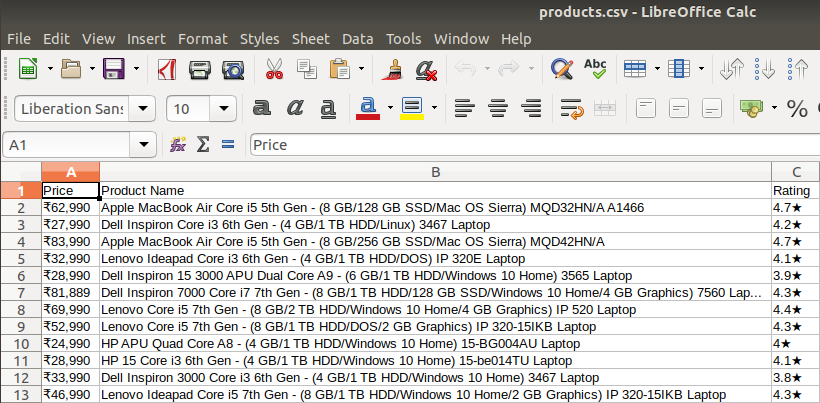 products.csv - LibreOffice Calc
File Edit View Insert Format Styles Sheet Data Tools Window Help
Abc
Liberation Sans 10 a a a a %
A1 fx Σ = Price
A B C
1 Price Product Name Rating
2 ₹62,990 Apple MacBook Air Core i5 5th Gen - (8 GB/128 GB SSD/Mac OS Sierra) MQD32HN/A A1466 4.7★
3 ₹27,990 Dell Inspiron Core i3 6th Gen - (4 GB/1 TB HDD/Linux) 3467 Laptop 4.2★
4 ₹83,990 Apple MacBook Air Core i5 5th Gen - (8 GB/256 GB SSD/Mac OS Sierra) MQD42HN/A 4.7★
5 ₹32,990 Lenovo Ideapad Core i3 6th Gen - (4 GB/1 TB HDD/DOS) IP 320E Laptop 4.1★
6 ₹28,990 Dell Inspiron 15 3000 APU Dual Core A9 - (6 GB/1 TB HDD/Windows 10 Home) 3565 Laptop 3.9★
7 ₹81,889 Dell Inspiron 7000 Core i7 7th Gen - (8 GB/1 TB HDD/128 GB SSD/Windows 10 Home/4 GB Graphics) 7560 Lap... 4.3★
8 ₹69,990 Lenovo Core i5 7th Gen - (8 GB/2 TB HDD/Windows 10 Home/4 GB Graphics) IP 520 Laptop 4.4★
9 ₹52,990 Lenovo Core i5 7th Gen - (8 GB/1 TB HDD/DOS/2 GB Graphics) IP 320-15IKB Laptop 4.3★
10 ₹24,990 HP APU Quad Core A8 - (4 GB/1 TB HDD/Windows 10 Home) 15-BG004AU Laptop 4★
11 ₹28,990 HP 15 Core i3 6th Gen - (4 GB/1 TB HDD/Windows 10 Home) 15-be014TU Laptop 4.1★
12 ₹33,990 Dell Inspiron 3000 Core i3 6th Gen - (4 GB/1 TB HDD/Windows 10 Home) 3467 Laptop 3.8★
13 ₹46,990 Lenovo Ideapad Core i5 7th Gen - (8 GB/1 TB HDD/Windows 10 Home/2 GB Graphics) IP 320-15IKB Laptop 4.3★